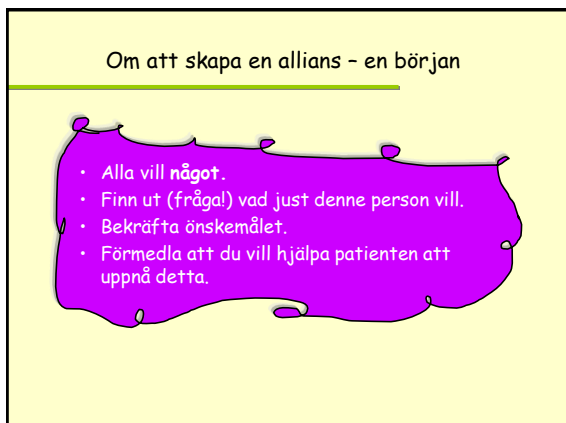 Om att skapa en allians – en början
• Alla vill något.
• Finn ut (fråga!) vad just denne person vill.
• Bekräfta önskemålet.
• Förmedla att du vill hjälpa patienten att
uppnå detta.